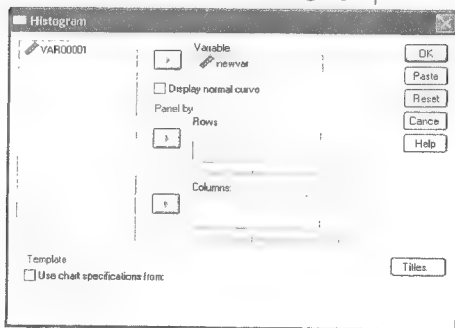 Histogram
VAR00001
Variable
newvar
Display normal curve
Panel by
Rows
Columns:
Template
Use chart specifications from:
OK
Paste
Reset
Cance
Help
Titles